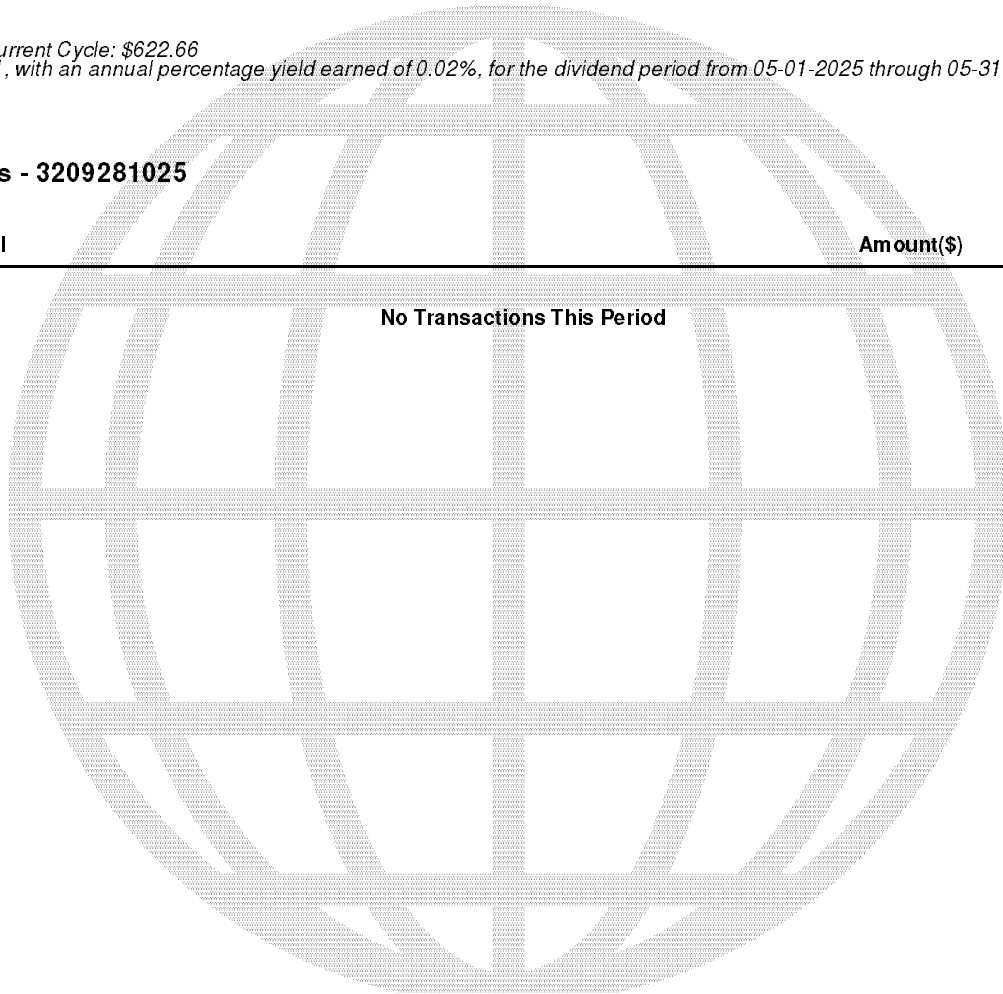 urrent Cycle: $622.66
, with an annual percentage yield earned of 0.02%, for the dividend period from 05-01-2025 through 05-31
s - 3209281025
l Amount($)
No Transactions This Period